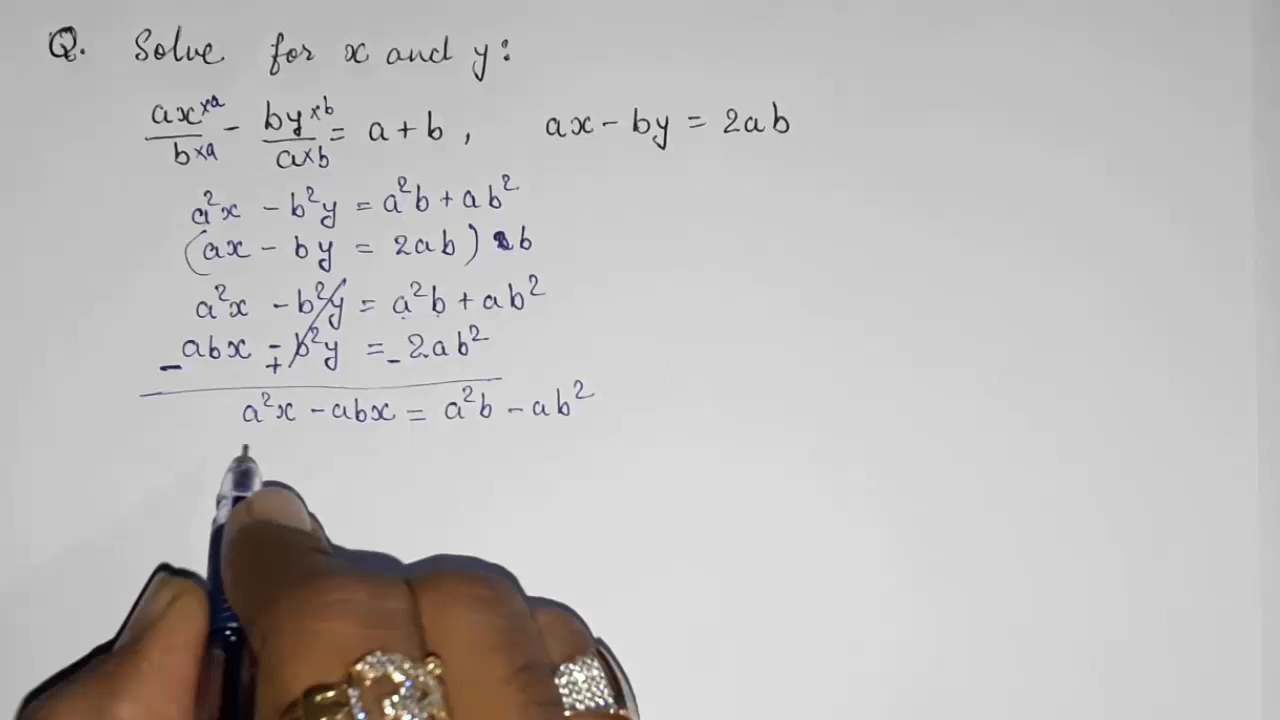 Q. Solve for x and y:
ax×a/b×a - by×b/a×b = a + b , ax - by = 2ab
a²x - b²y = a²b + ab²
(ax - by = 2ab) b
a²x - b²y = a²b + ab²
- abx -+ b²y = - 2ab²
a²x - abx = a²b - ab²